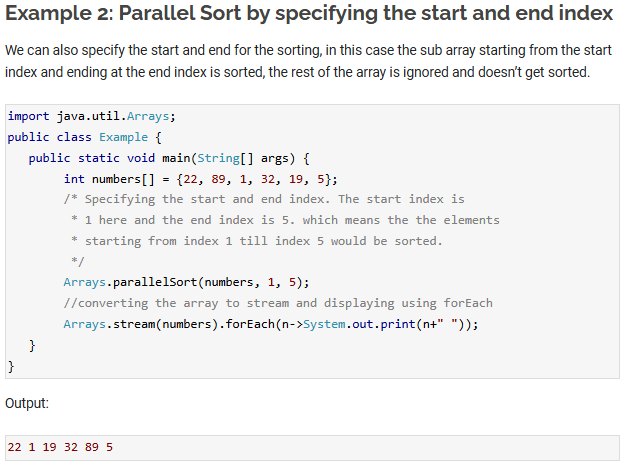 Example 2: Parallel Sort by specifying the start and end index
We can also specify the start and end for the sorting, in this case the sub array starting from the start
index and ending at the end index is sorted, the rest of the array is ignored and doesn't get sorted.
import java.util.Arrays;
public class Example {
   public static void main(String[] args) {
        int numbers[] = {22, 89, 1, 32, 19, 5};
        /* Specifying the start and end index. The start index is
         * 1 here and the end index is 5. which means the the elements
         * starting from index 1 till index 5 would be sorted.
         */
        Arrays.parallelSort(numbers, 1, 5);
        //converting the array to stream and displaying using forEach
        Arrays.stream(numbers).forEach(n->System.out.print(n+" "));
   }
}
Output:
22 1 19 32 89 5